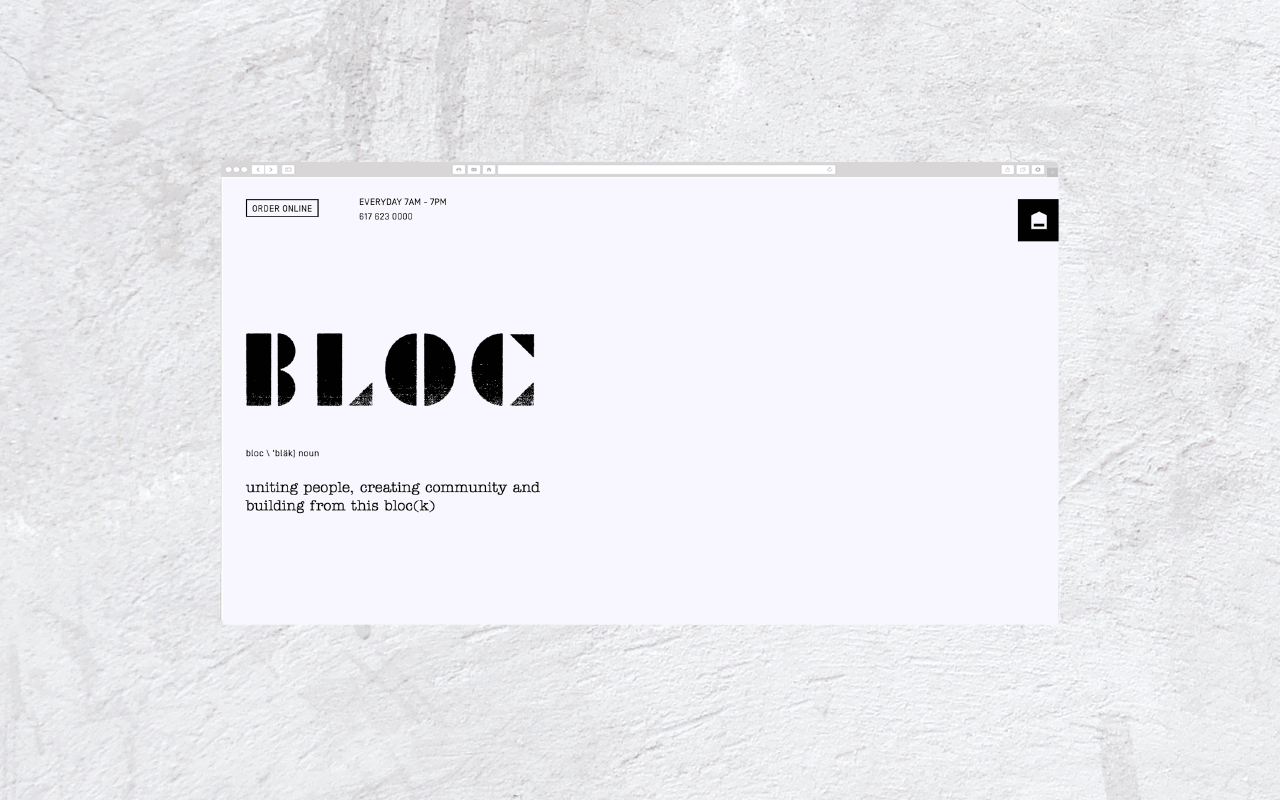 ORDER ONLINE
EVERYDAY 7AM - 7PM
617 623 0000
BLOC
bloc \ 'bläk] noun
uniting people, creating community and
building from this bloc(k)